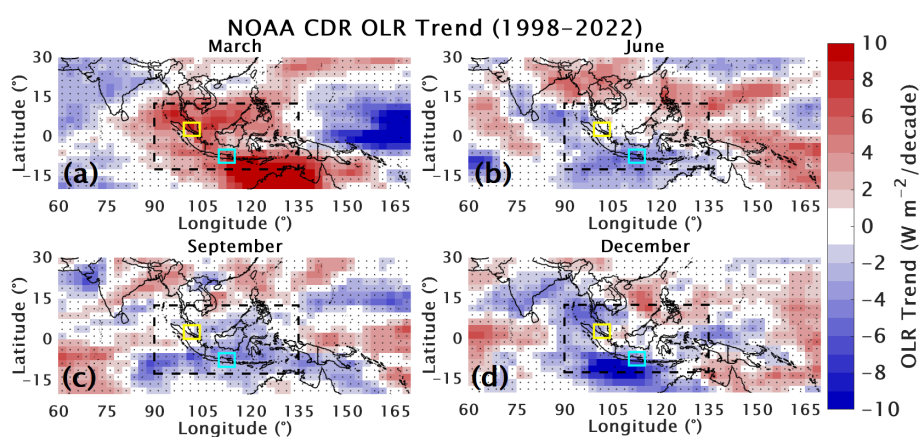 NOAA CDR OLR Trend (1998–2022)
March
June
30
15
0
−15
Latitude (°)
(a)
60 75 90 105 120 135 150 165
Longitude (°)
30
15
0
−15
Latitude (°)
(b)
60 75 90 105 120 135 150 165
Longitude (°)
September
December
30
15
0
−15
Latitude (°)
(c)
60 75 90 105 120 135 150 165
Longitude (°)
30
15
0
−15
Latitude (°)
(d)
60 75 90 105 120 135 150 165
Longitude (°)
10
8
6
4
2
0
−2
−4
−6
−8
−10
OLR Trend (W m⁻²/decade)